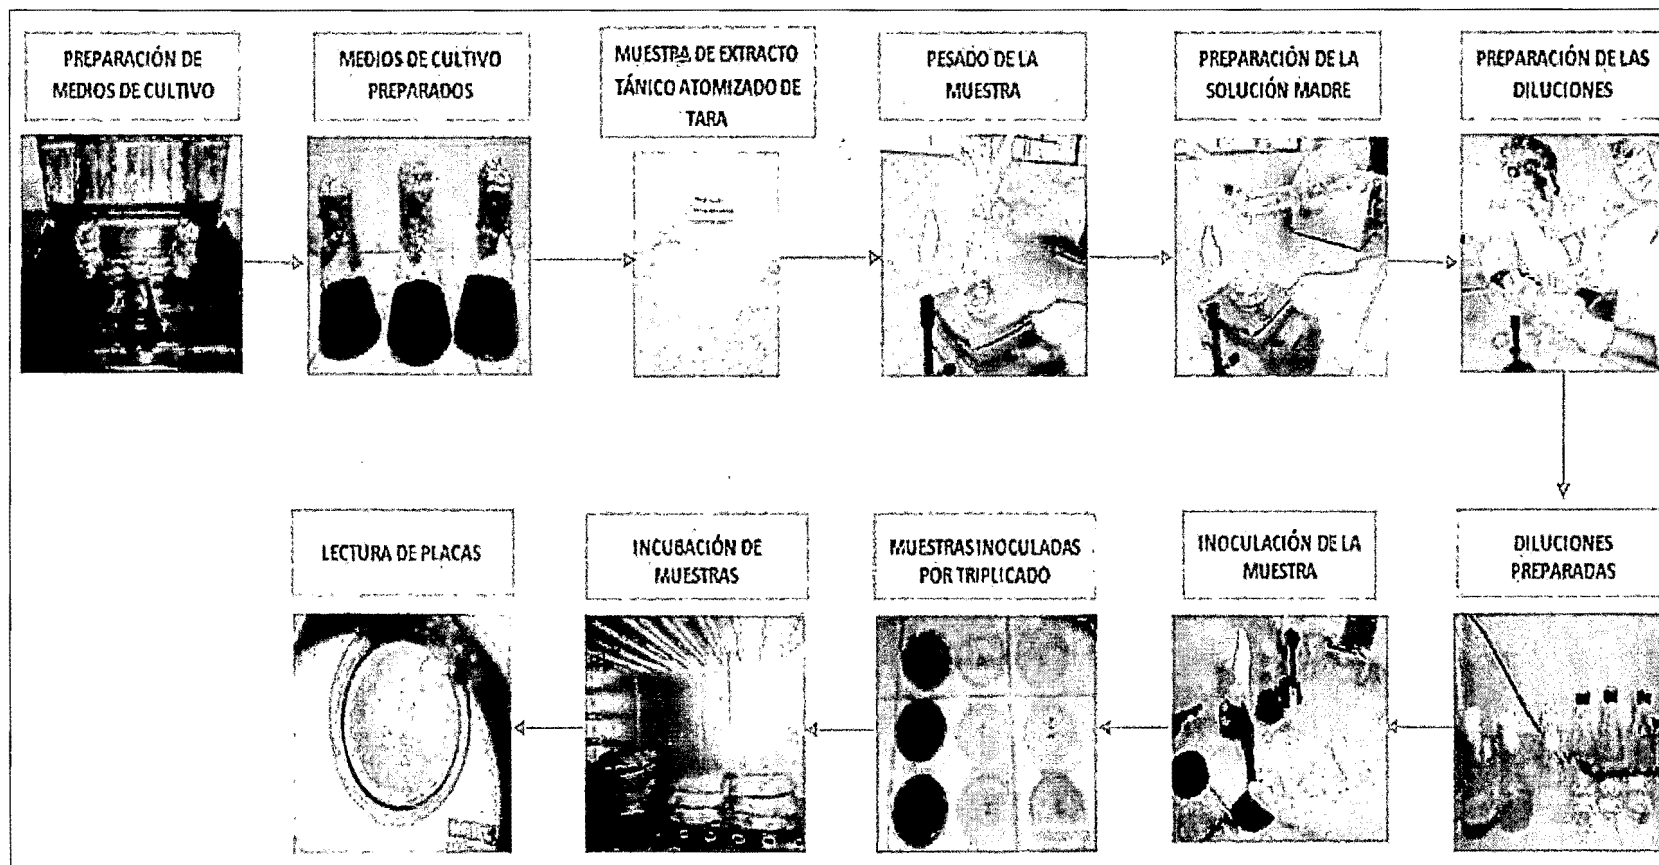 PREPARACIÓN DE
MEDIOS DE CULTIVO
MEDIOS DE CULTIVO
PREPARADOS
MUESTRA DE EXTRACTO
TÁNICO ATOMIZADO DE
TARA
PESADO DE LA
MUESTRA
PREPARACIÓN DE LA
SOLUCIÓN MADRE
PREPARACIÓN DE LAS
DILUCIONES
DILUCIONES
PREPARADAS
INOCULACIÓN DE LA
MUESTRA
MUESTRAS INOCULADAS
POR TRIPLICADO
INCUBACIÓN DE
MUESTRAS
LECTURA DE PLACAS